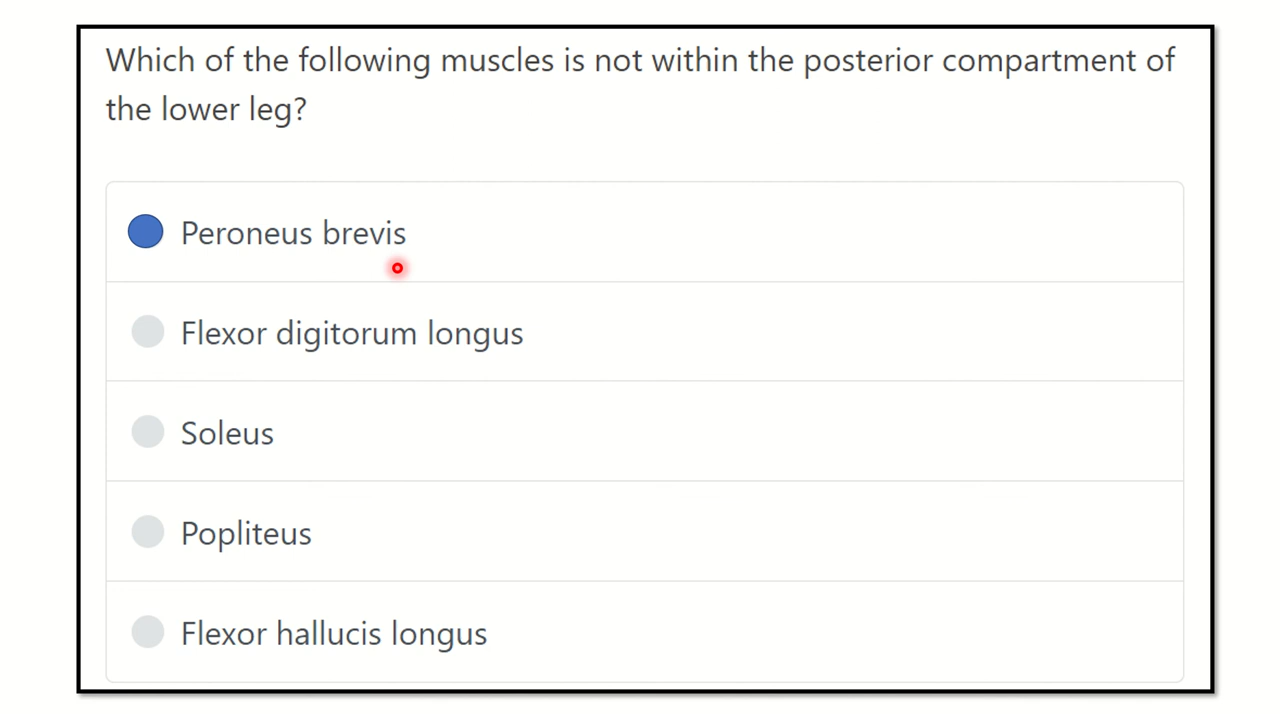 Which of the following muscles is not within the posterior compartment of
the lower leg?
Peroneus brevis
Flexor digitorum longus
Soleus
Popliteus
Flexor hallucis longus